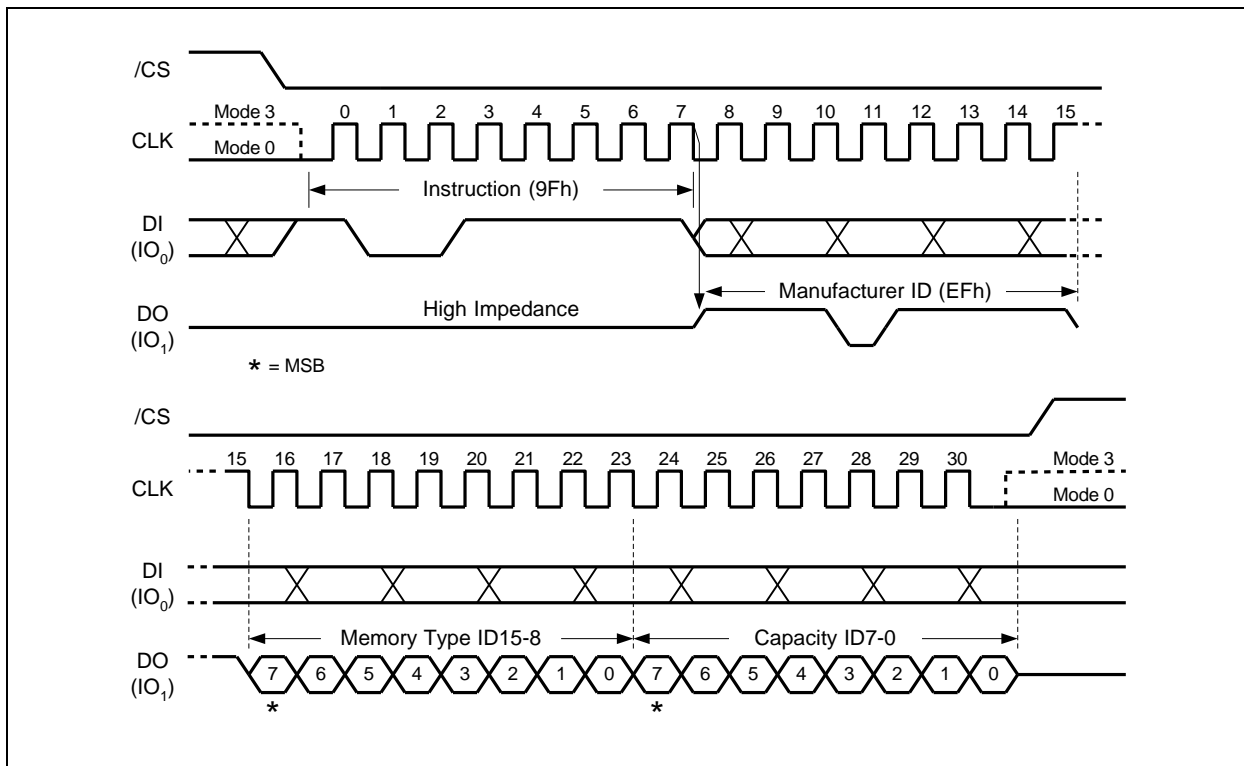 /CS
Mode 3 0 1 2 3 4 5 6 7 8 9 10 11 12 13 14 15
CLK
Mode 0
Instruction (9Fh)
DI
(IO0)
Manufacturer ID (EFh)
High Impedance
DO
(IO1)
* = MSB
/CS
15 16 17 18 19 20 21 22 23 24 25 26 27 28 29 30 Mode 3
CLK
Mode 0
DI
(IO0)
Memory Type ID15-8 Capacity ID7-0
DO
(IO1)
7 6 5 4 3 2 1 0 7 6 5 4 3 2 1 0
* *